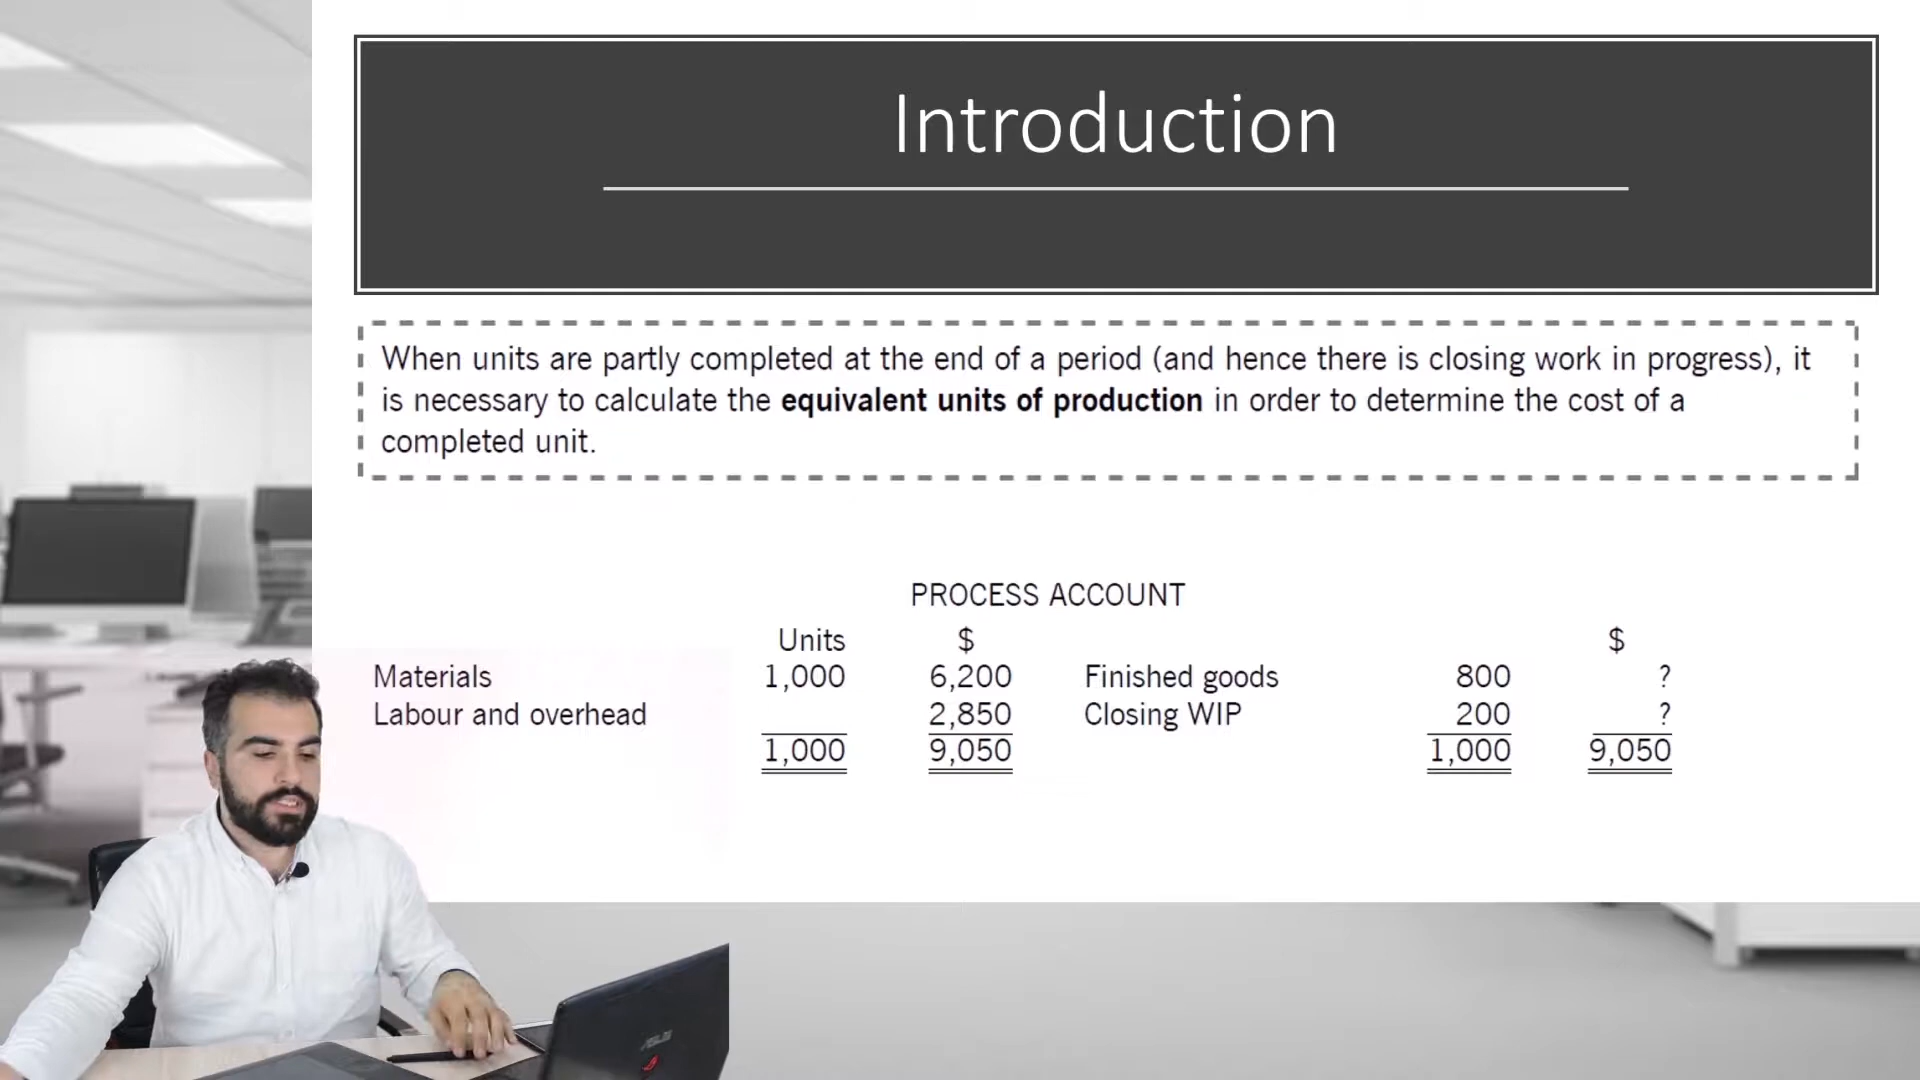 Introduction
When units are partly completed at the end of a period (and hence there is closing work in progress), it
is necessary to calculate the equivalent units of production in order to determine the cost of a
completed unit.
PROCESS ACCOUNT
Units $ $
Materials 1,000 6,200 Finished goods 800 ?
Labour and overhead 2,850 Closing WIP 200 ?
1,000 9,050 1,000 9,050
ASUS